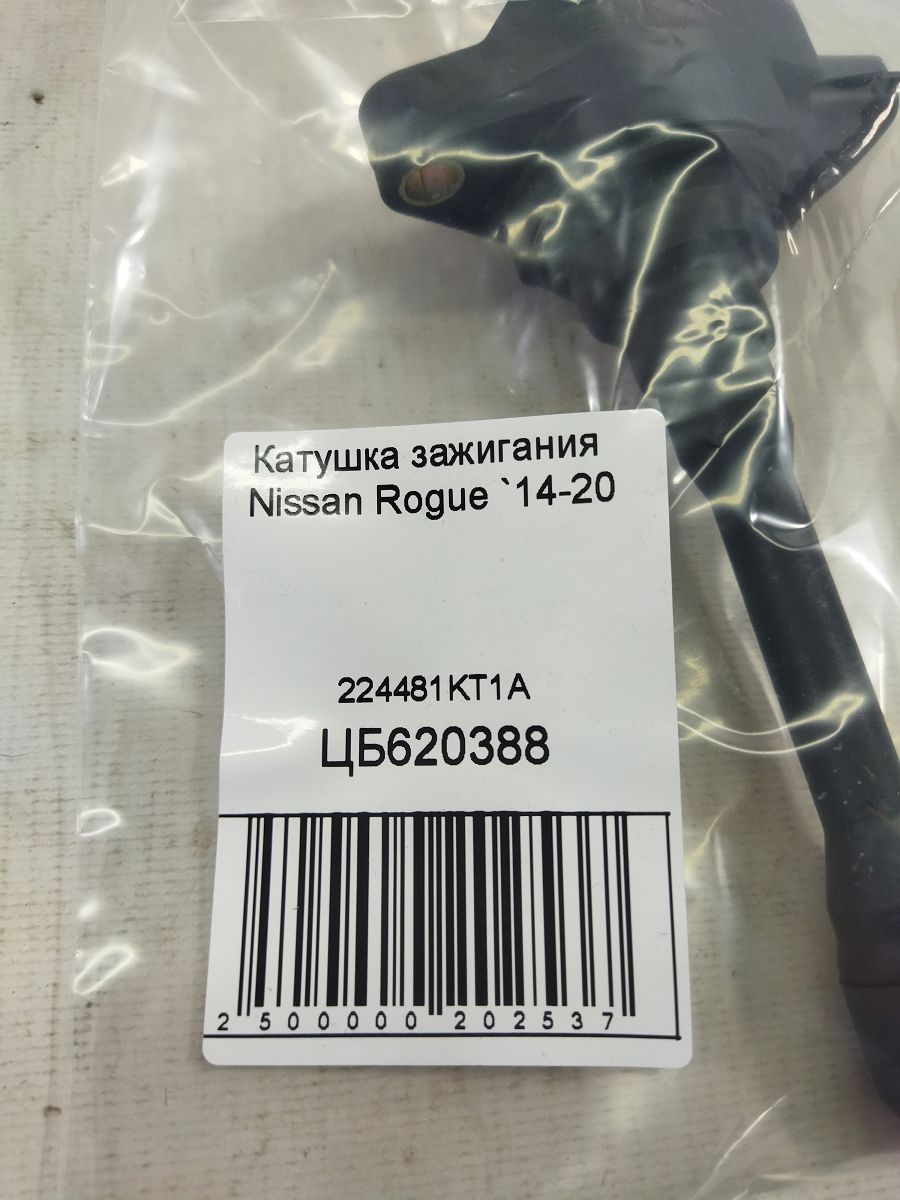 Катушка зажигания
Nissan Rogue `14-20
224481KT1A
ЦБ620388
2 500000 202537